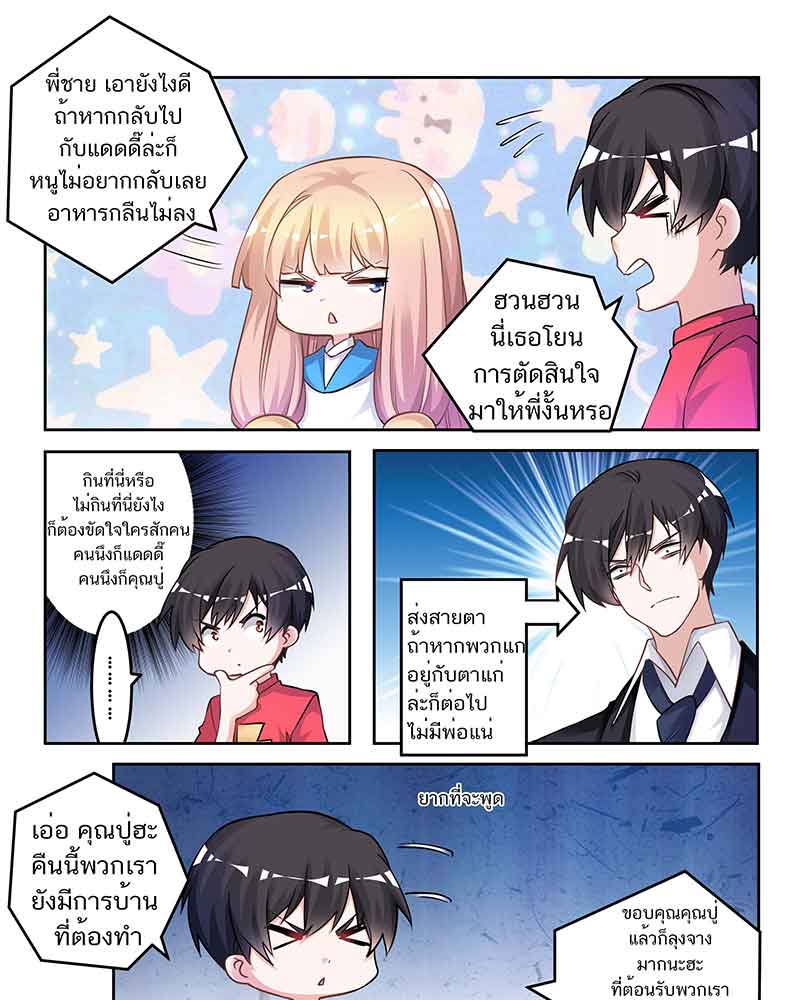 พี่ชาย เอายังไงดี
ถ้าหากกลับไป
กับแดดดี๊ล่ะก็
หนูไม่อยากกลับเลย
อาหารกลืนไม่ลง
ฮวนฮวน
นี่เธอโยน
การตัดสินใจ
มาให้พี่งั้นหรอ
กินที่นี่หรือ
ไม่กินที่นี่ยังไง
ก็ต้องขัดใจใครสักคน
คนนึงก็แดดดี๊
คนนึงก็คุณปู่
.........
ส่งสายตา
ถ้าหากพวกแก
อยู่กับตาแก่
ล่ะก็ต่อไป
ไม่มีพ่อแน่
ยากที่จะพูด
เอ่อ คุณปู่ฮะ
คืนนี้พวกเรา
ยังมีการบ้าน
ที่ต้องทำ
ขอบคุณคุณปู่
แล้วก็ลุงจาง
มากนะฮะ
ที่ต้อนรับพวกเรา